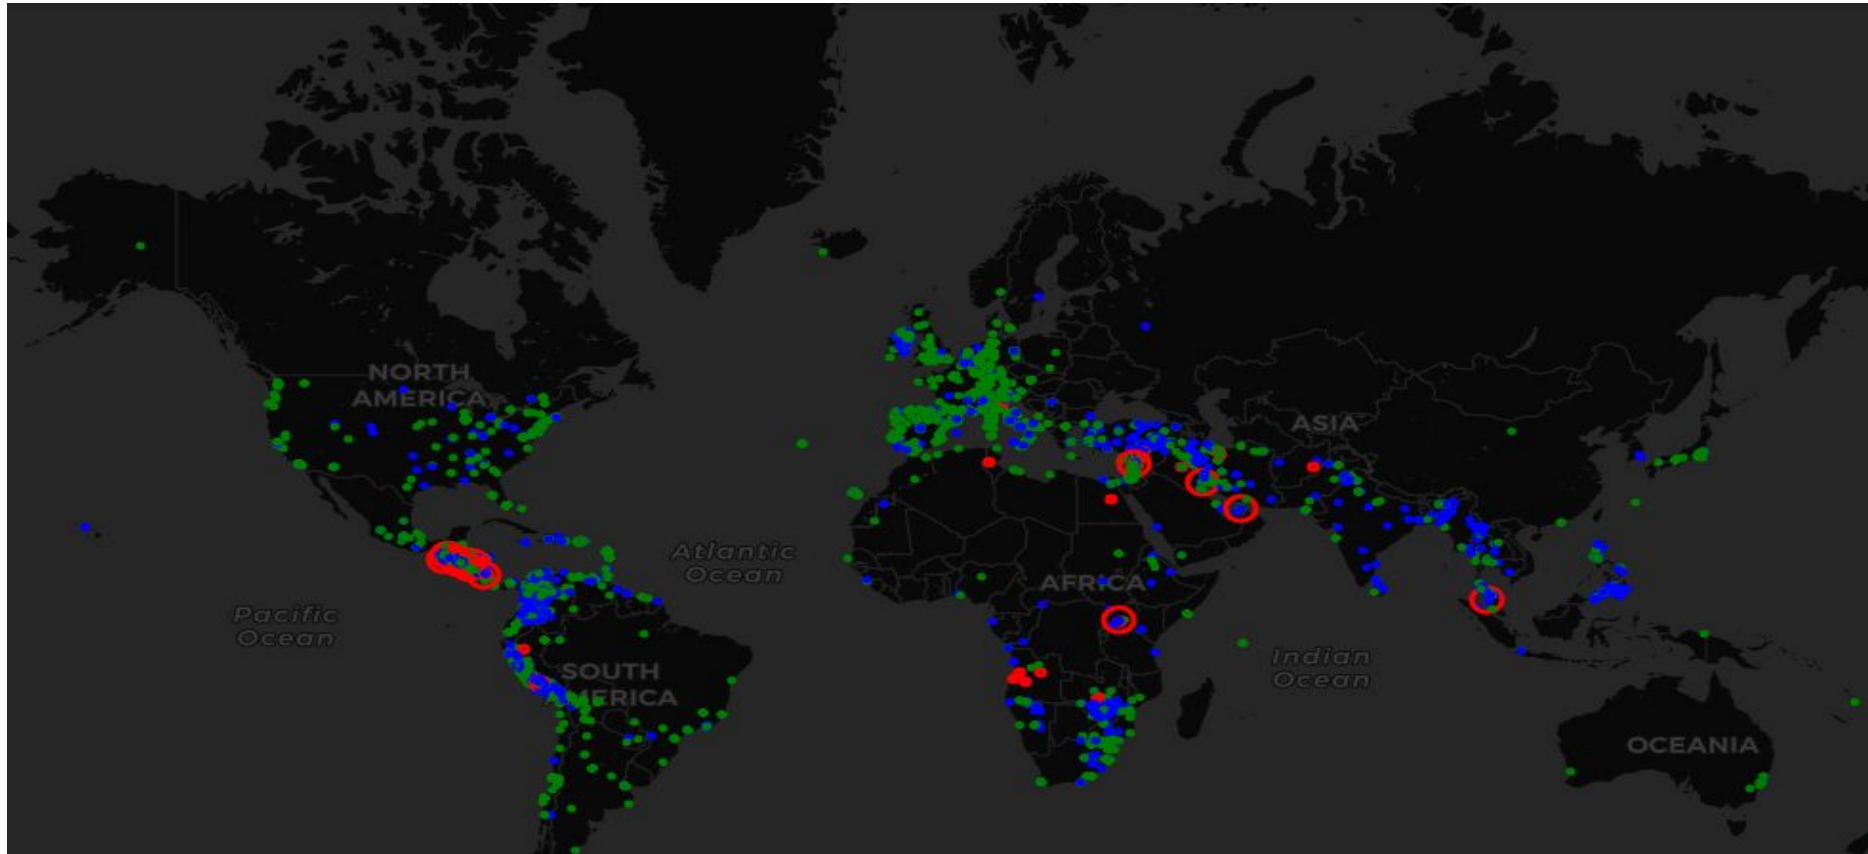 NORTH
AMERICA
ASIA
Atlantic
Ocean
AFRICA
Pacific
Ocean
SOUTH
AMERICA
Indian
Ocean
OCEANIA